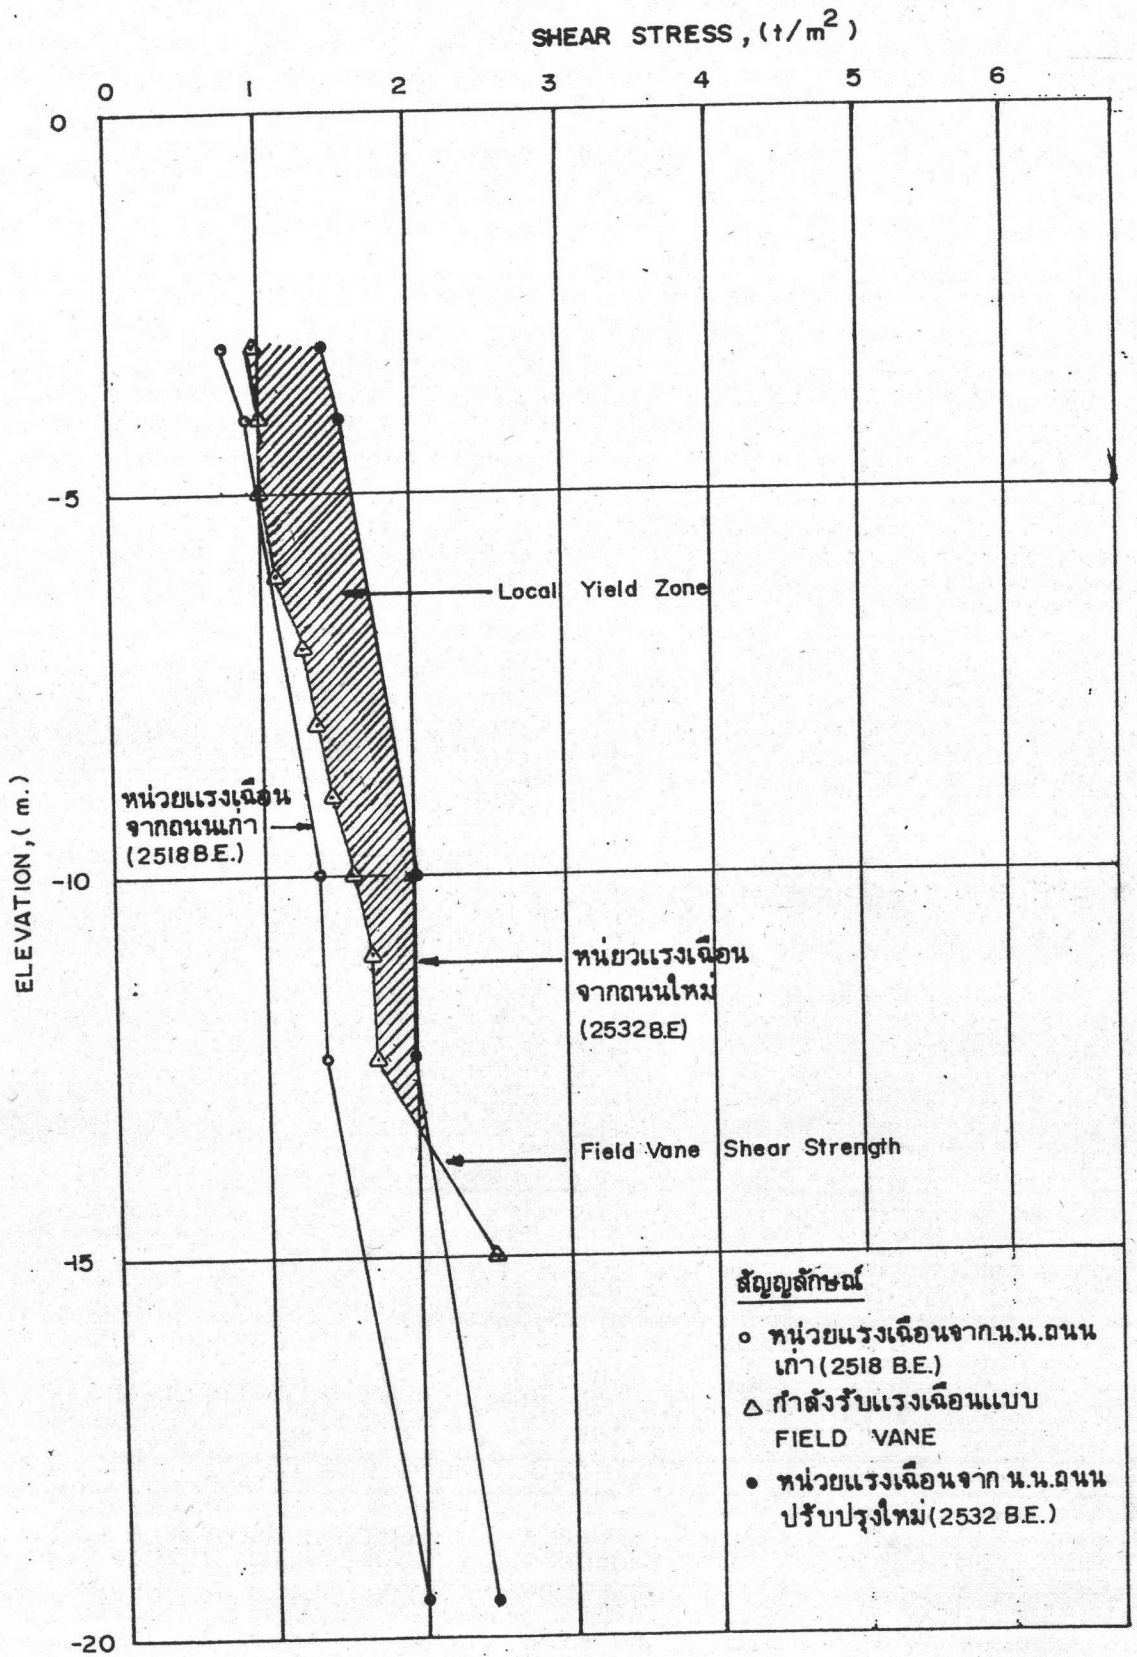 SHEAR STRESS, (t/m²)
0 1 2 3 4 5 6
0
-5
-10
-15
-20
ELEVATION, (m.)
Local Yield Zone
หน่วยแรงเฉือน
จากถนนเก่า
(2518 B.E.)
หน่ยวแรงเฉือน
จากถนนใหม่
(2532 B.E)
Field Vane Shear Strength
สัญญลักษณ์
หน่วยแรงเฉือนจาก น.น.ถนน
เก่า (2518 B.E.)
กำลังรับแรงเฉือนแบบ
FIELD VANE
หน่วยแรงเฉือนจาก น.น.ถนน
ปรับปรุงใหม่ (2532 B.E.)